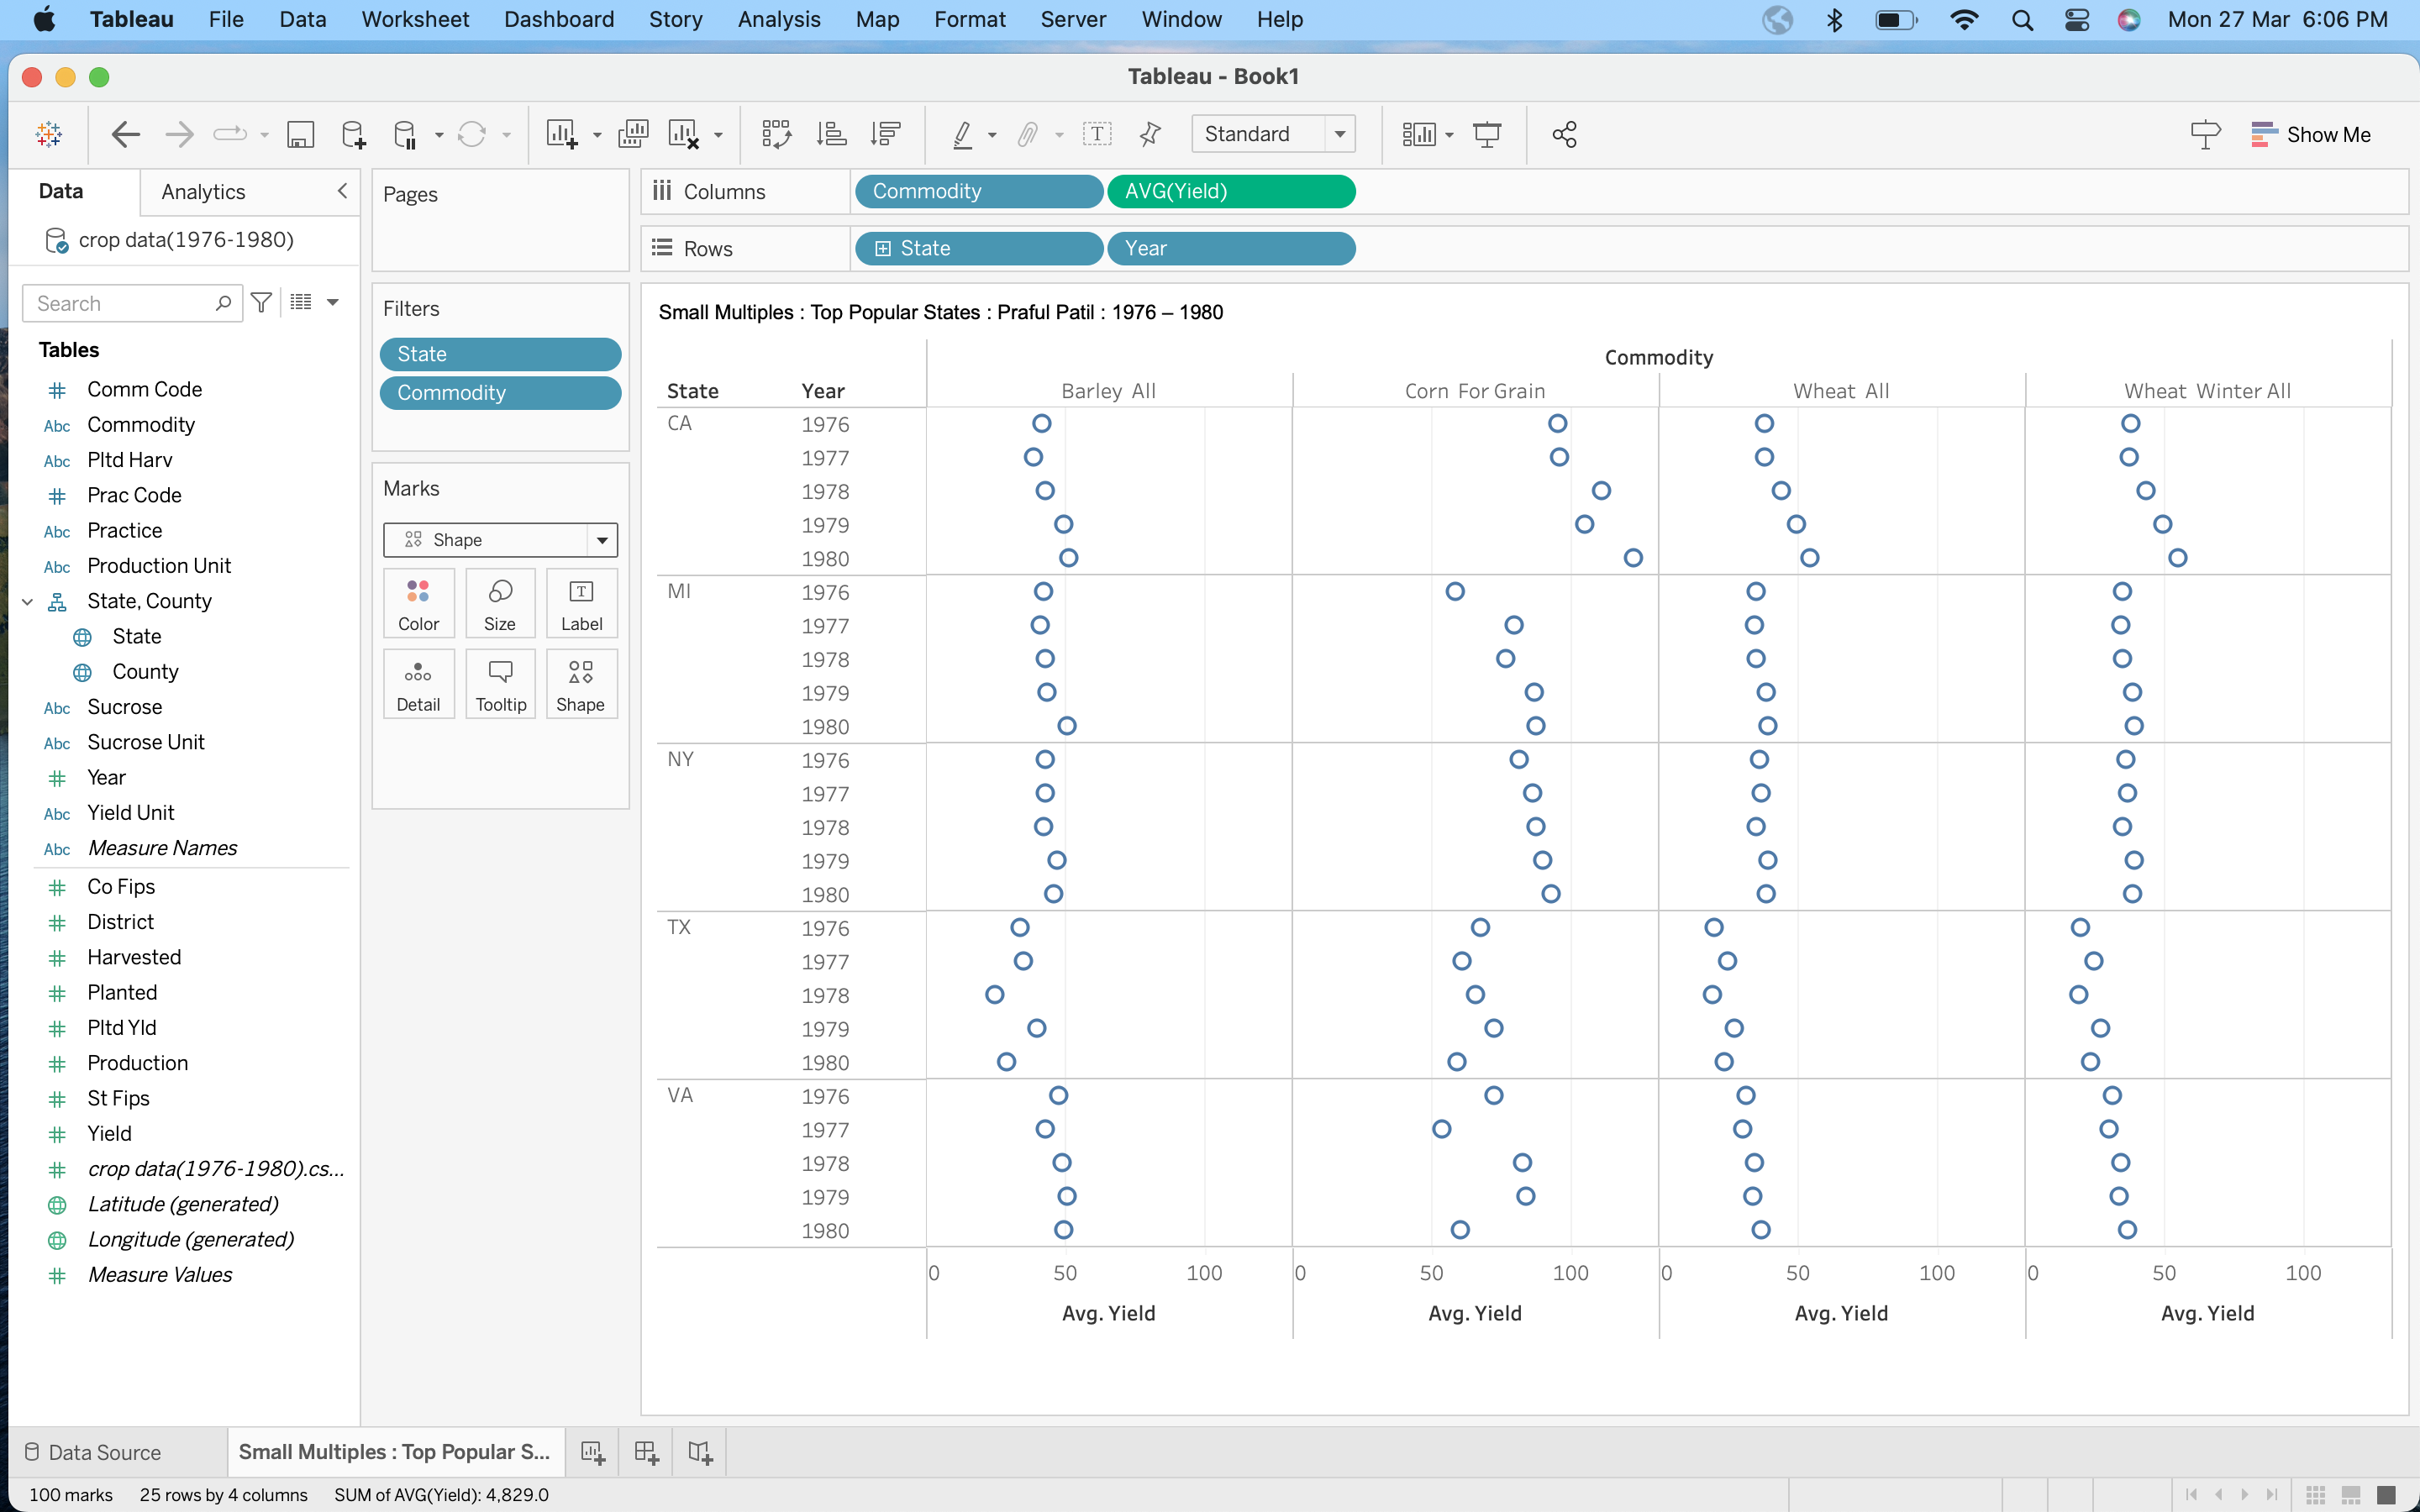 Tableau File Data Worksheet Dashboard Story Analysis Map Format Server Window Help Mon 27 Mar 6:06 PM
Tableau - Book1
Standard Show Me
Data Analytics
crop data(1976-1980)
Search
Tables
Comm Code
Abc Commodity
Abc Pltd Harv
Prac Code
Abc Practice
Abc Production Unit
State, County
State
County
Abc Sucrose
Abc Sucrose Unit
Year
Abc Yield Unit
Abc Measure Names
Co Fips
District
Harvested
Planted
Pltd Yld
Production
St Fips
Yield
crop data(1976-1980).cs...
Latitude (generated)
Longitude (generated)
Measure Values
Pages
Filters
State
Commodity
Marks
Shape
Color Size Label
Detail Tooltip Shape
Columns Commodity AVG(Yield)
Rows State Year
Small Multiples : Top Popular States : Praful Patil : 1976 – 1980
Commodity
State Year Barley All Corn For Grain Wheat All Wheat Winter All
CA 1976
1977
1978
1979
1980
MI 1976
1977
1978
1979
1980
NY 1976
1977
1978
1979
1980
TX 1976
1977
1978
1979
1980
VA 1976
1977
1978
1979
1980
0 50 100 0 50 100 0 50 100 0 50 100
Avg. Yield Avg. Yield Avg. Yield Avg. Yield
Data Source Small Multiples : Top Popular S...
100 marks 25 rows by 4 columns SUM of AVG(Yield): 4,829.0